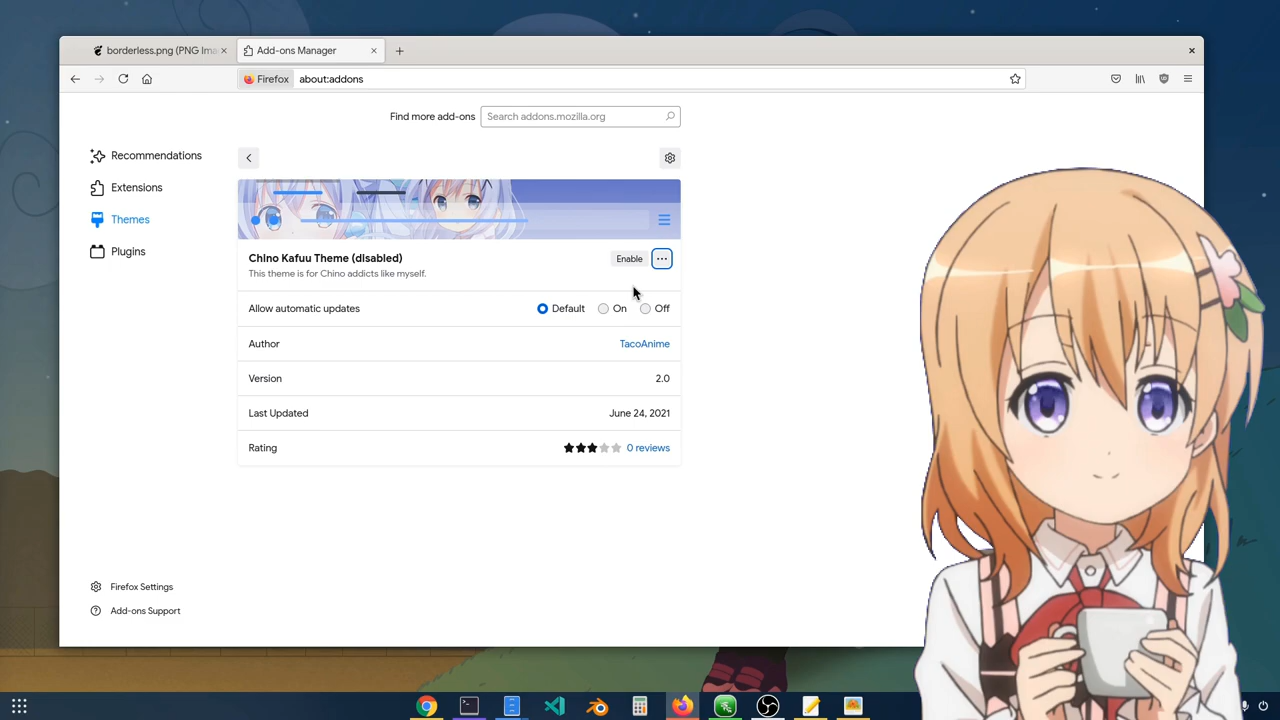 borderless.png (PNG Ima
Add-ons Manager
Firefox about:addons
Find more add-ons Search addons.mozilla.org
Recommendations
Extensions
Themes
Plugins
Chino Kafuu Theme (disabled)
Enable
This theme is for Chino addicts like myself.
Allow automatic updates Default On Off
Author TacoAnime
Version 2.0
Last Updated June 24, 2021
Rating 0 reviews
Firefox Settings
Add-ons Support